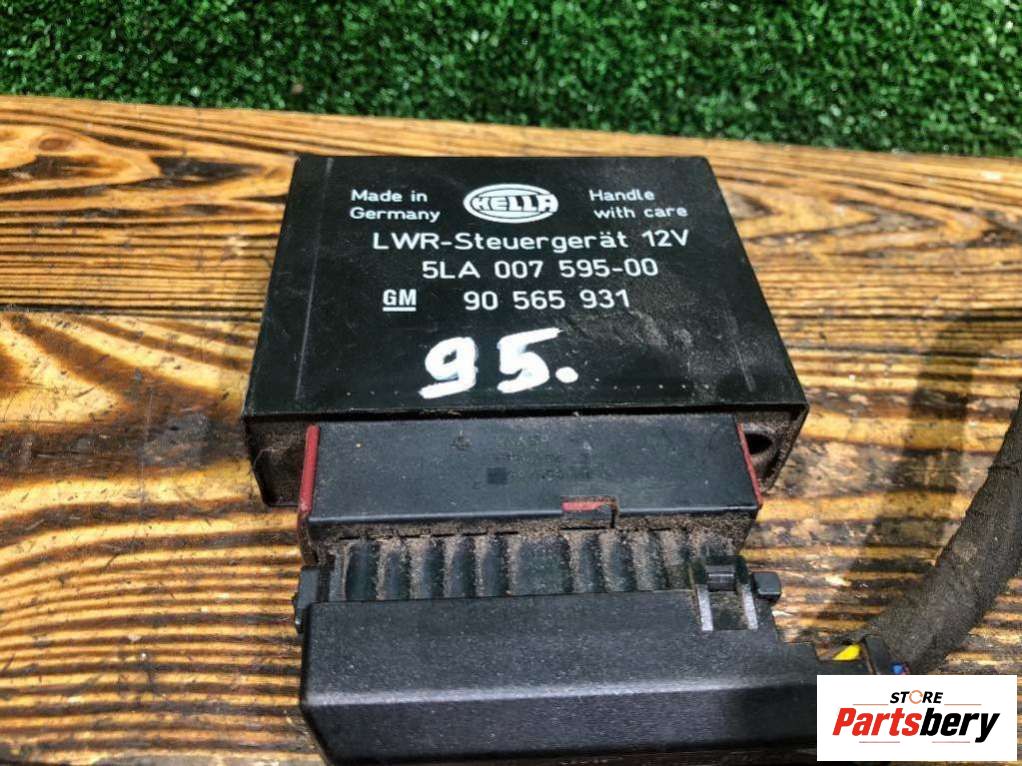 Made in
Germany
HELLA
Handle
with care
LWR-Steuergerät 12V
5LA 007 595-00
GM 90 565 931
95.
STORE
Partsbery